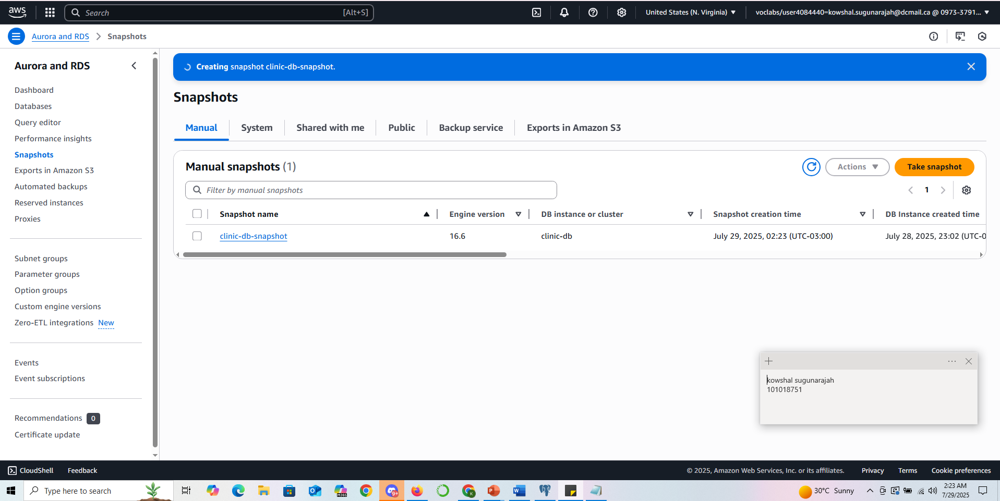 aws
Search [Alt+S]
United States (N. Virginia)
voclabs/user4084440=kowshal.sugunarajah@dcmail.ca @ 0973-3791...
Aurora and RDS
Snapshots
Aurora and RDS
Dashboard
Databases
Query editor
Performance insights
Snapshots
Exports in Amazon S3
Automated backups
Reserved instances
Proxies
Subnet groups
Parameter groups
Option groups
Custom engine versions
Zero-ETL integrations New
Events
Event subscriptions
Recommendations 0
Certificate update
Creating snapshot clinic-db-snapshot.
Snapshots
Manual System Shared with me Public Backup service Exports in Amazon S3
Manual snapshots (1)
Actions
Take snapshot
Filter by manual snapshots
1
Snapshot name Engine version DB instance or cluster Snapshot creation time DB Instance created time
clinic-db-snapshot 16.6 clinic-db July 29, 2025, 02:23 (UTC-03:00) July 28, 2025, 23:02 (UTC-0
kowshal sugunarajah
101018751
CloudShell Feedback
© 2025, Amazon Web Services, Inc. or its affiliates. Privacy Terms Cookie preferences
Type here to search
M365
9+
K
30°C Sunny
2:23 AM
7/29/2025